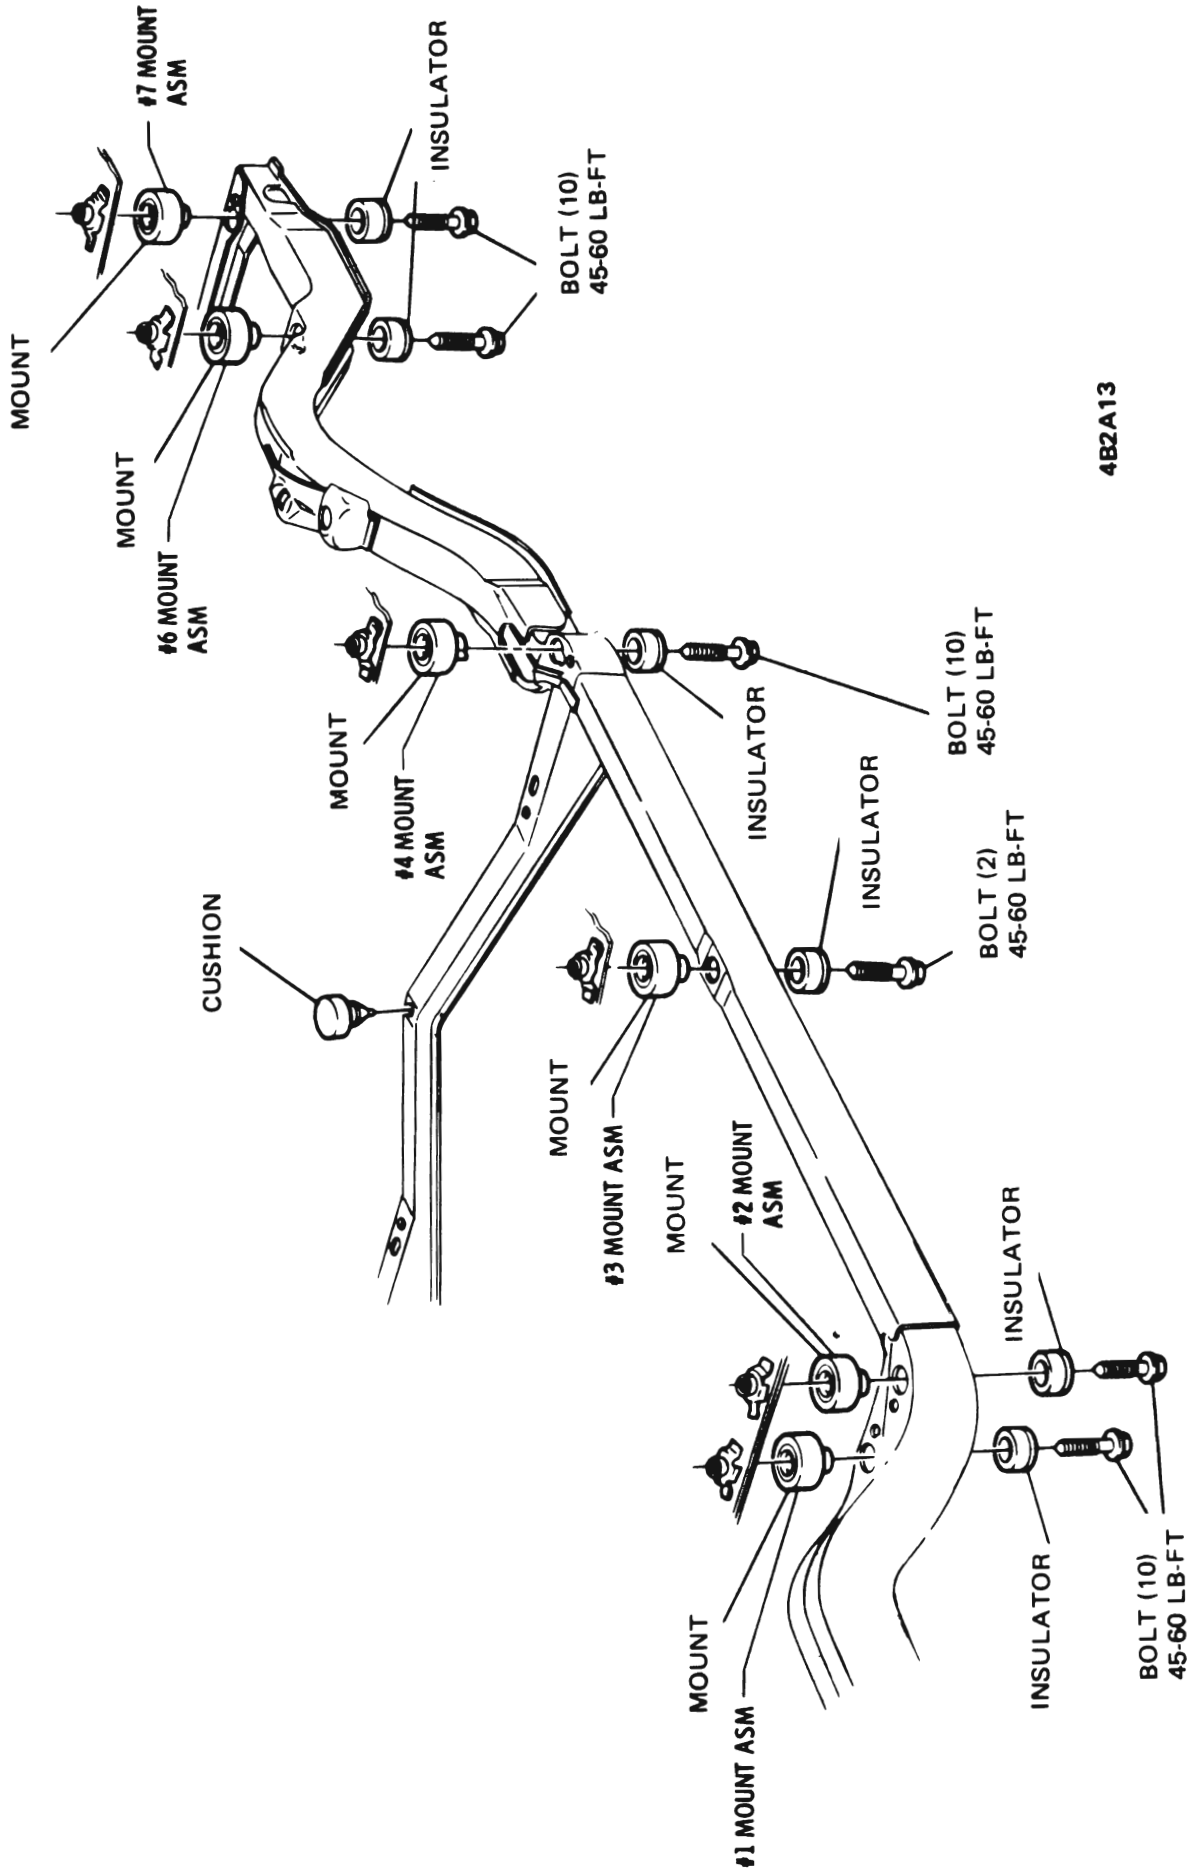 MOUNT
#7 MOUNT
ASM
INSULATOR
BOLT (10)
45-60 LB-FT
MOUNT
#6 MOUNT
ASM
MOUNT
#4 MOUNT
ASM
INSULATOR
BOLT (10)
45-60 LB-FT
CUSHION
INSULATOR
BOLT (2)
45-60 LB-FT
MOUNT
#3 MOUNT ASM
MOUNT
#2 MOUNT
ASM
INSULATOR
MOUNT
#1 MOUNT ASM
INSULATOR
BOLT (10)
45-60 LB-FT
4B2A13